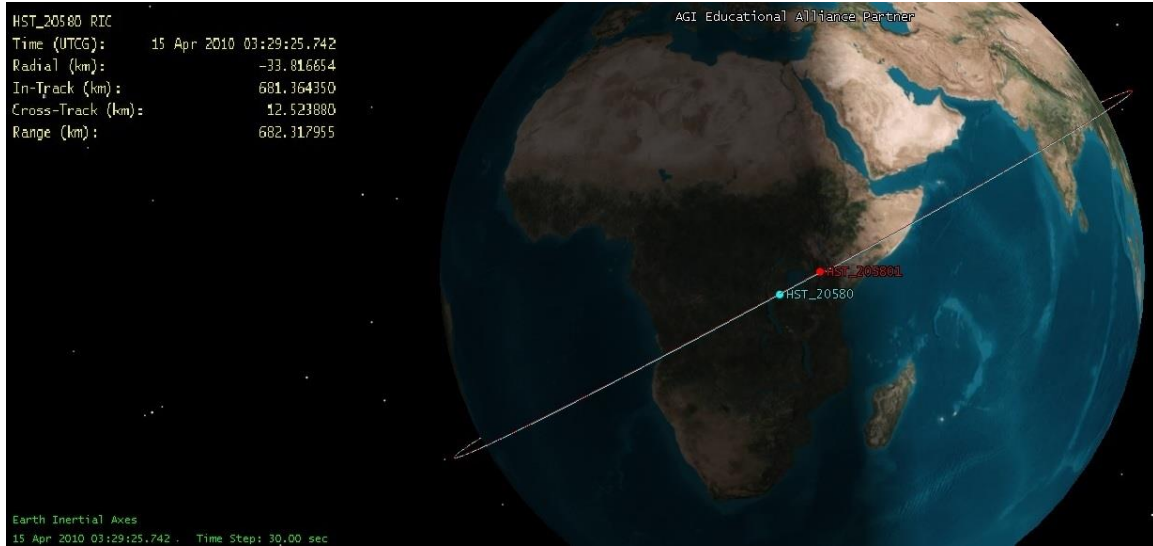 HST_20580 RIC
Time (UTCG): 15 Apr 2010 03:29:25.742
Radial (km): -33.816654
In-Track (km): 681.364350
Cross-Track (km): 12.523880
Range (km): 682.317955
AGI Educational Alliance Partner
HST_205801
HST_20580
Earth Inertial Axes
15 Apr 2010 03:29:25.742 Time Step: 30.00 sec